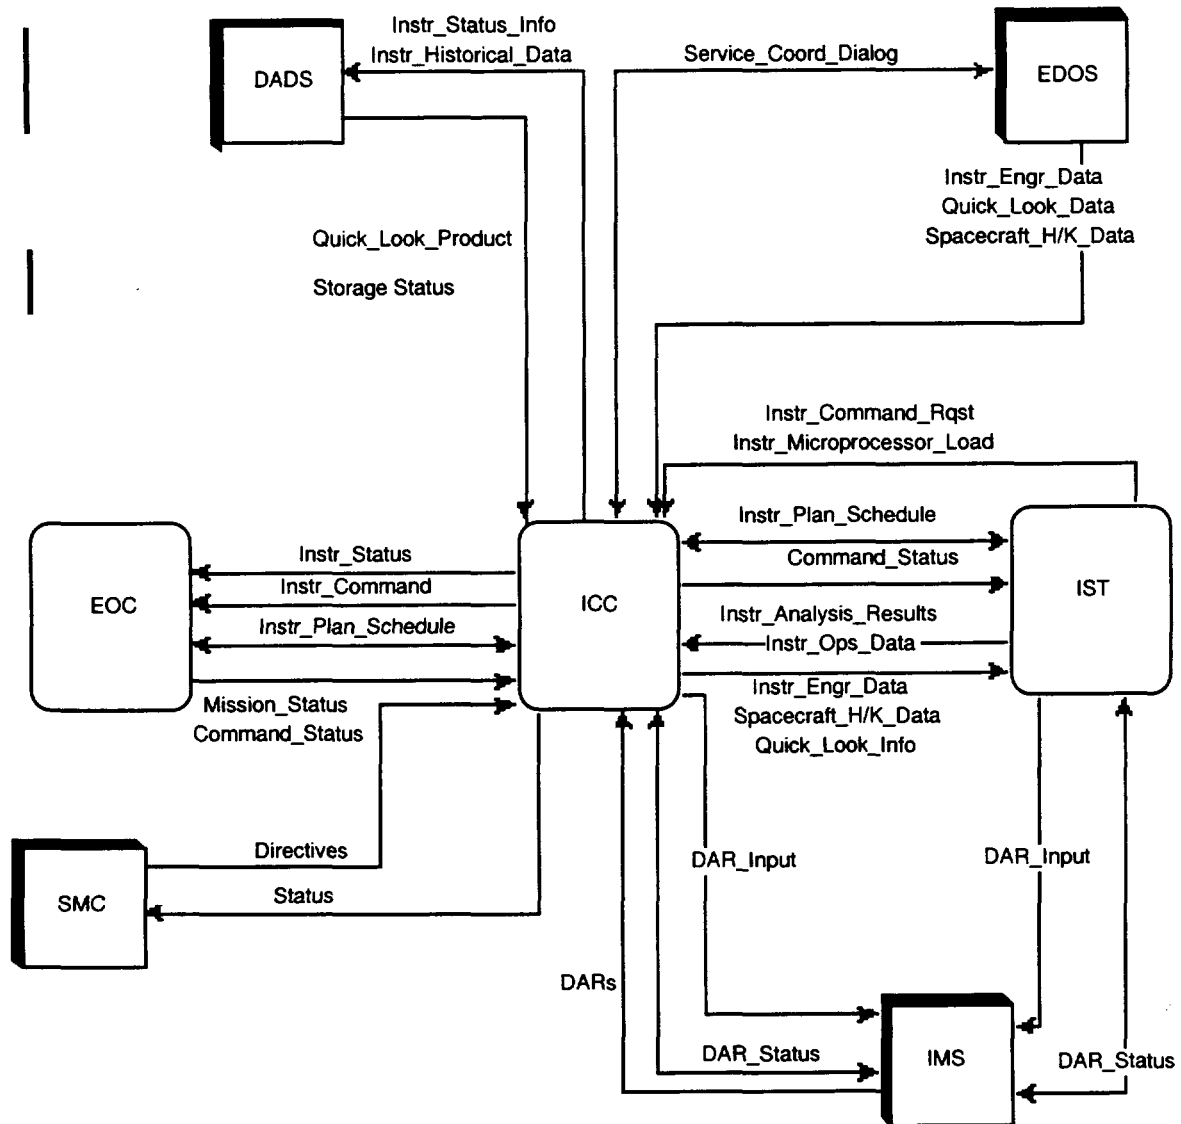 Instr_Status_Info
Instr_Historical_Data
DADS
Service_Coord_Dialog
EDOS
Instr_Engr_Data
Quick_Look_Data
Spacecraft_H/K_Data
Quick_Look_Product
Storage Status
Instr_Command_Rqst
Instr_Microprocessor_Load
EOC
Instr_Status
Instr_Command
Instr_Plan_Schedule
Mission_Status
Command_Status
ICC
Instr_Plan_Schedule
Command_Status
Instr_Analysis_Results
Instr_Ops_Data
Instr_Engr_Data
Spacecraft_H/K_Data
Quick_Look_Info
IST
SMC
Directives
Status
DAR_Input
DAR_Input
DARs
DAR_Status
IMS
DAR_Status